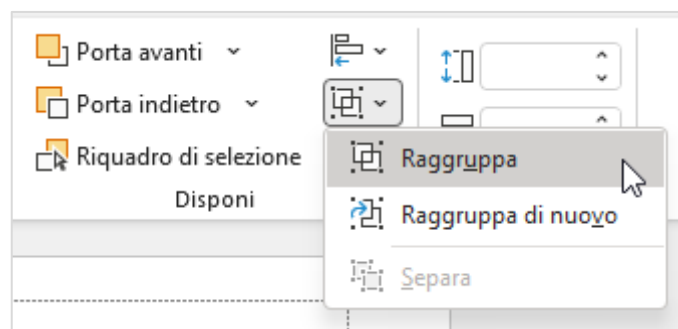 Porta avanti
Porta indietro
Riquadro di selezione
Disponi
Raggruppa
Raggruppa di nuovo
Separa